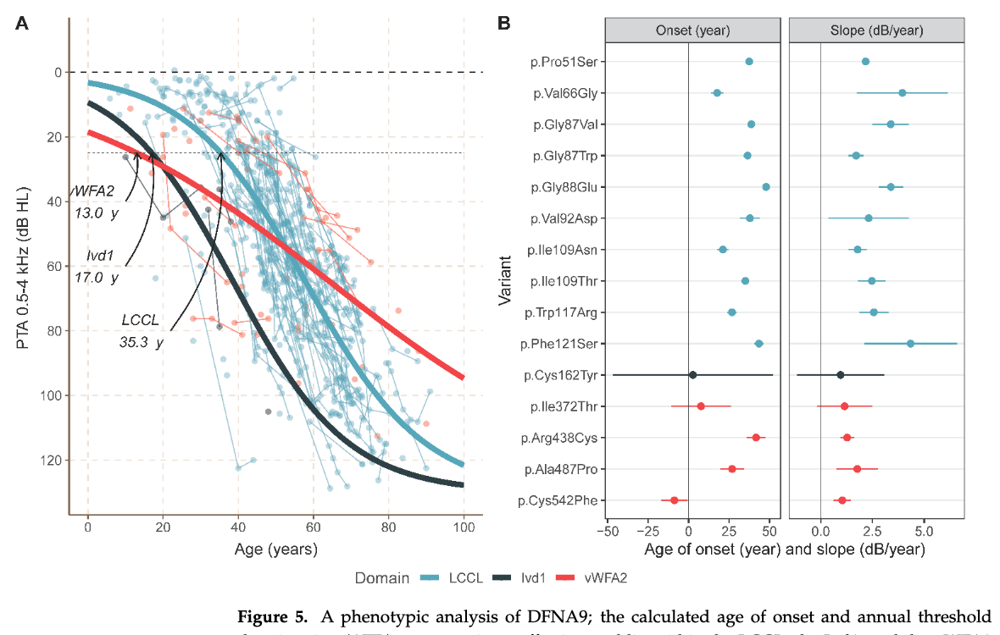 A
B
Onset (year)
Slope (dB/year)
PTA 0.5-4 kHz (dB HL)
0
20
40
60
80
100
120
vWFA2
13.0 y
Ivd1
17.0 y
LCCL
35.3 y
0
20
40
60
80
100
Age (years)
Variant
p.Pro51Ser
p.Val66Gly
p.Gly87Val
p.Gly87Trp
p.Gly88Glu
p.Val92Asp
p.Ile109Asn
p.Ile109Thr
p.Trp117Arg
p.Phe121Ser
p.Cys162Tyr
p.Ile372Thr
p.Arg438Cys
p.Ala487Pro
p.Cys542Phe
−50
−25
0
25
50
0.0
2.5
5.0
Age of onset (year) and slope (dB/year)
Domain LCCL Ivd1 vWFA2
Figure 5. A phenotypic analysis of DFNA9; the calculated age of onset and annual threshold